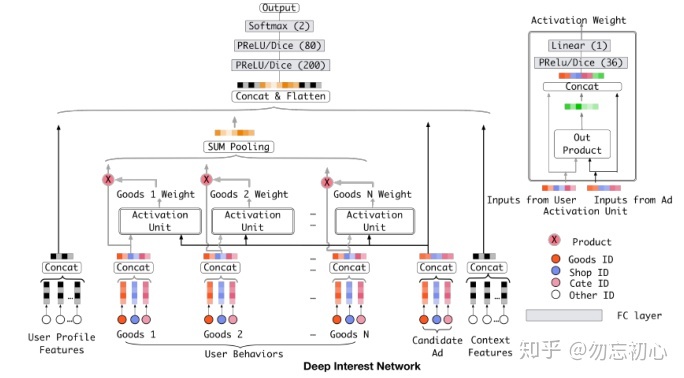 Output
Softmax (2)
PReLU/Dice (80)
PReLU/Dice (200)
Concat & Flatten
SUM Pooling
Goods 1 Weight
Goods 2 Weight
Goods N Weight
Activation
Unit
Activation
Unit
Activation
Unit
Concat
Concat
Concat
Concat
Concat
Concat
User Profile
Features
Goods 1
Goods 2
Goods N
User Behaviors
Candidate
Ad
Context
Features
Activation Weight
Linear (1)
PRelu/Dice (36)
Concat
Out
Product
Inputs from User
Inputs from Ad
Activation Unit
X
X
X
X Product
Goods ID
Shop ID
Cate ID
Other ID
FC layer
Deep Interest Network
知乎 @勿忘初心